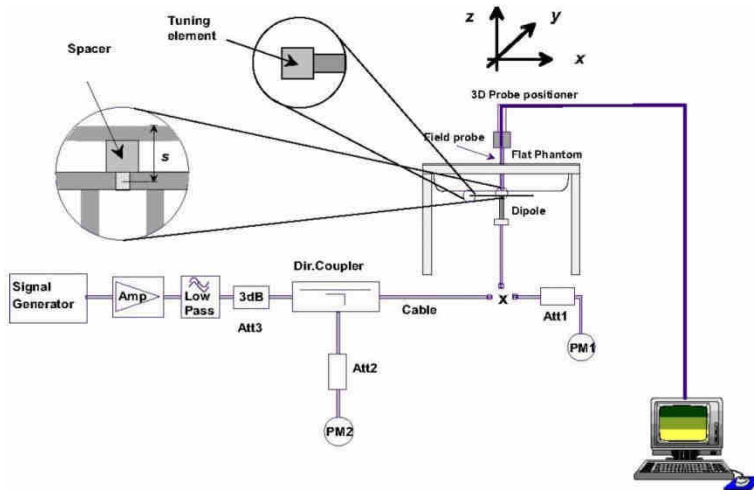 Tuning
element
Spacer
s
z
y
x
3D Probe positioner
Field probe
Flat Phantom
Dipole
Signal
Generator
Amp
Low
Pass
3dB
Att3
Dir.Coupler
Cable
x
Att1
PM1
Att2
PM2